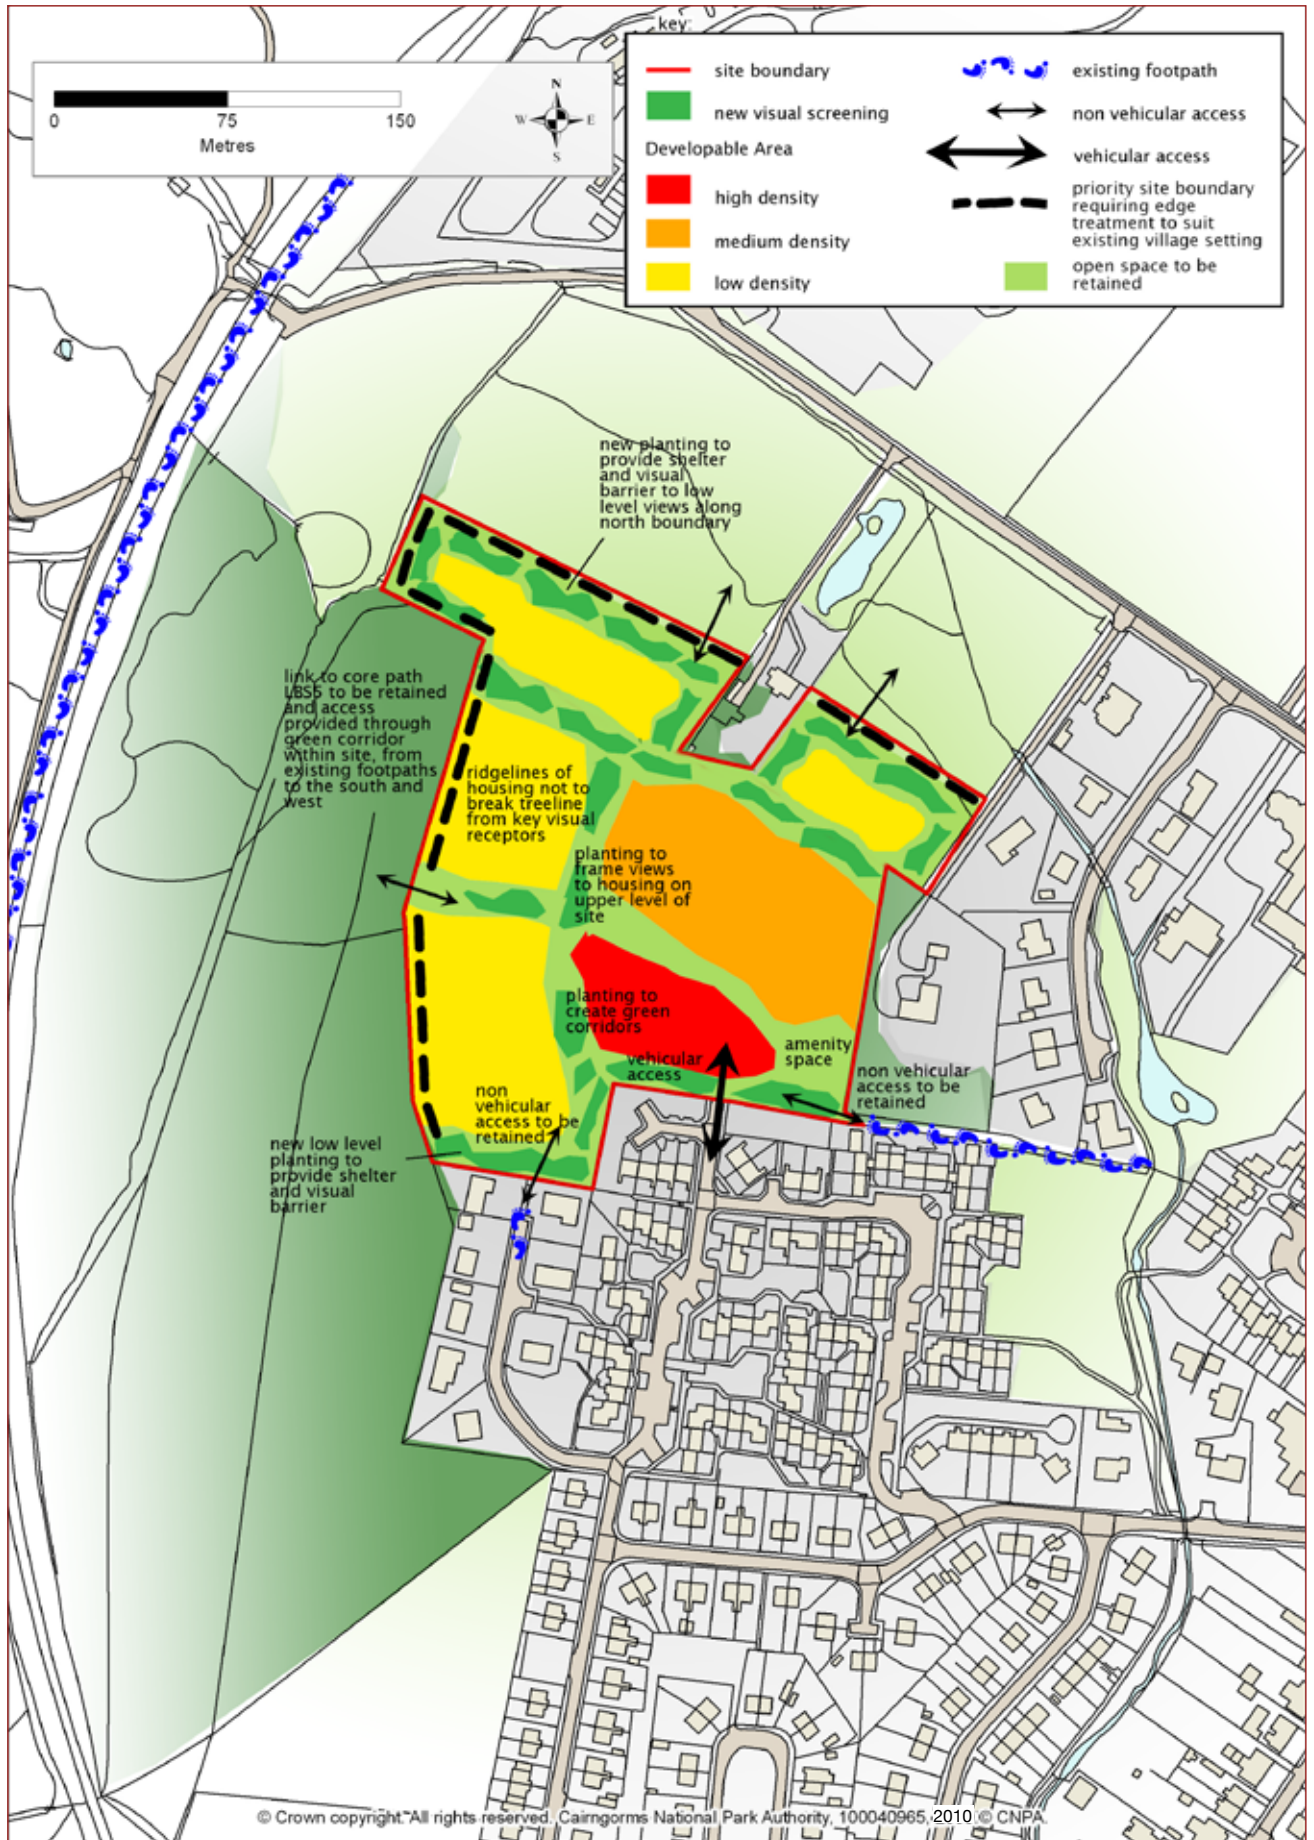 key:
site boundary
new visual screening
Developable Area
high density
medium density
low density
existing footpath
non vehicular access
vehicular access
priority site boundary
requiring edge
treatment to suit
existing village setting
open space to be
retained
0 75 150
Metres
N
W E
S
new planting to
provide shelter
and visual
barrier to low
level views along
north boundary
link to core path
LBS5 to be retained
and access
provided through
green corridor
within site, from
existing footpaths
to the south and
west
ridgelines of
housing not to
break treeline
from key visual
receptors
planting to
frame views
to housing on
upper level of
site
planting to
create green
corridors
vehicular
access
amenity
space
non vehicular
access to be
retained
non
vehicular
access to be
retained
new low level
planting to
provide shelter
and visual
barrier
© Crown copyright. All rights reserved. Cairngorms National Park Authority, 100040965, 2010 © CNPA.